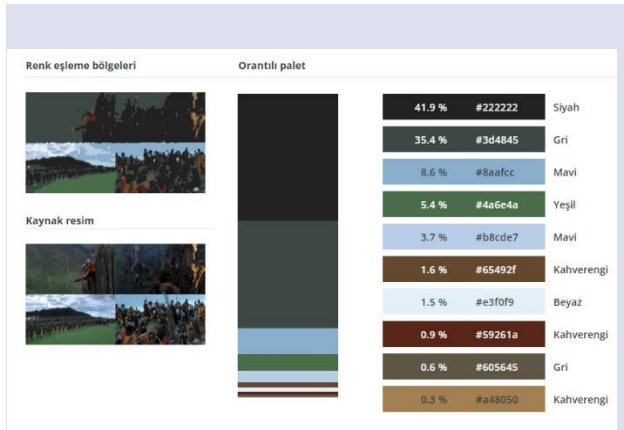 Renk eşleme bölgeleri
Orantılı palet
41.9 % #222222 Siyah
35.4 % #3d4845 Gri
8.6 % #8aafcc Mavi
5.4 % #4a6e4a Yeşil
3.7 % #b8cde7 Mavi
1.6 % #65492f Kahverengi
1.5 % #e3f0f9 Beyaz
0.9 % #59261a Kahverengi
0.6 % #605645 Gri
0.3 % #a48050 Kahverengi
Kaynak resim